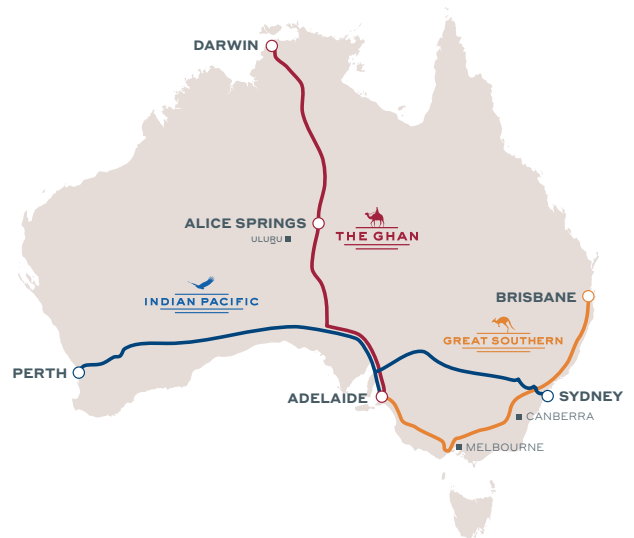 DARWIN
ALICE SPRINGS
ULURU
THE GHAN
INDIAN PACIFIC
BRISBANE
GREAT SOUTHERN
PERTH
ADELAIDE
SYDNEY
CANBERRA
MELBOURNE